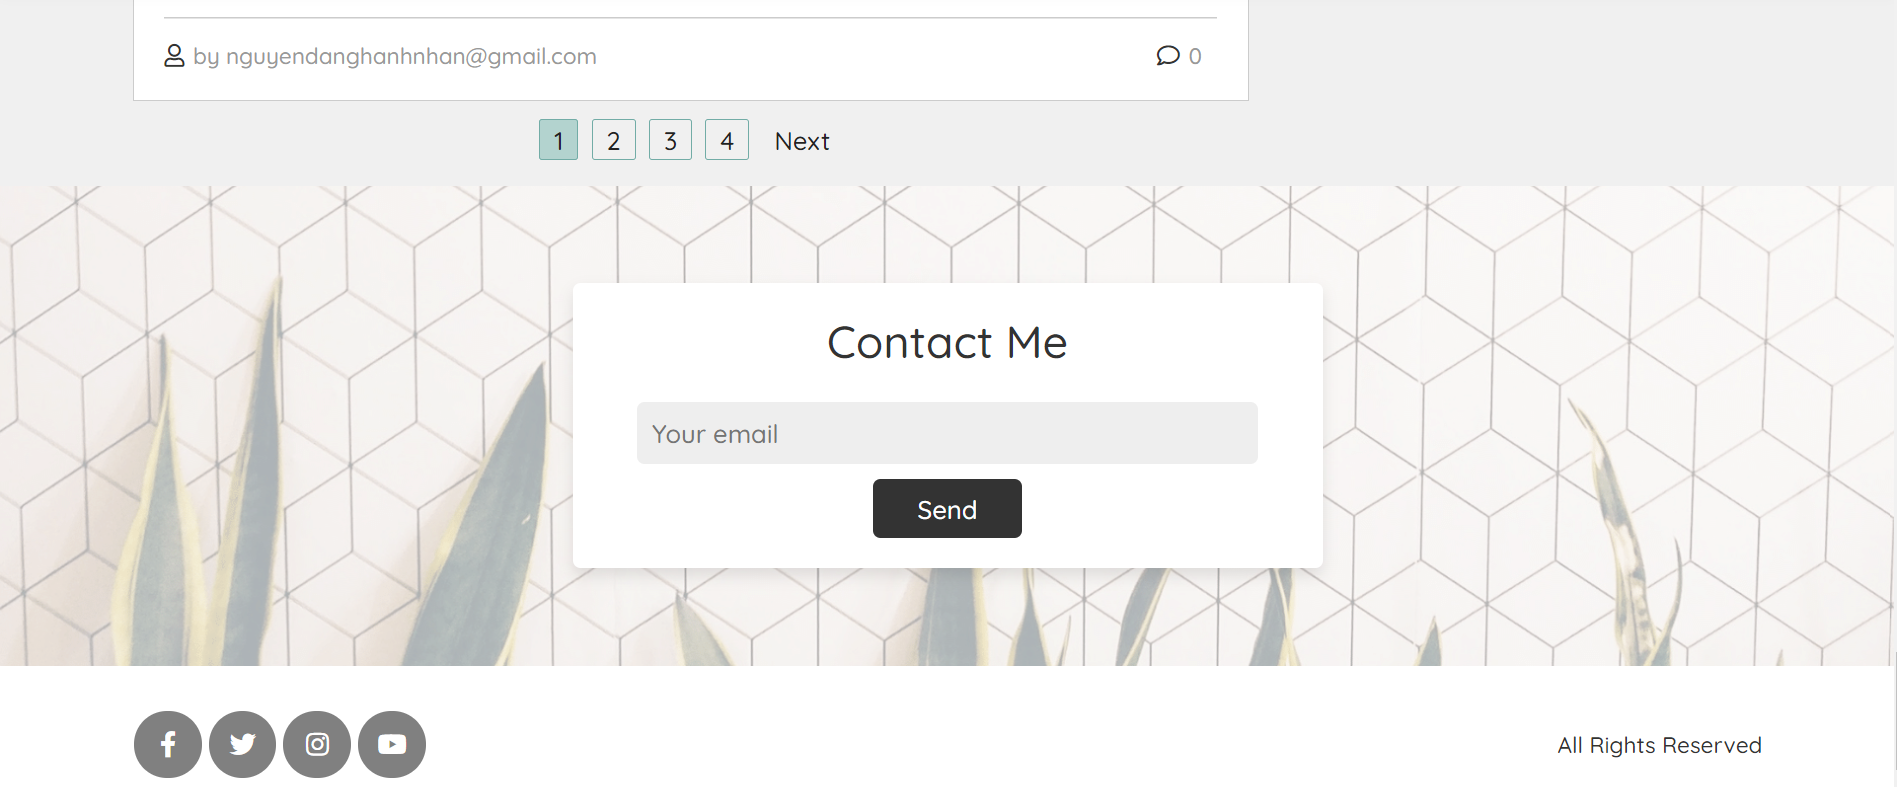 by nguyendanghanhnhan@gmail.com 0
1 2 3 4 Next
Contact Me
Your email
Send
All Rights Reserved